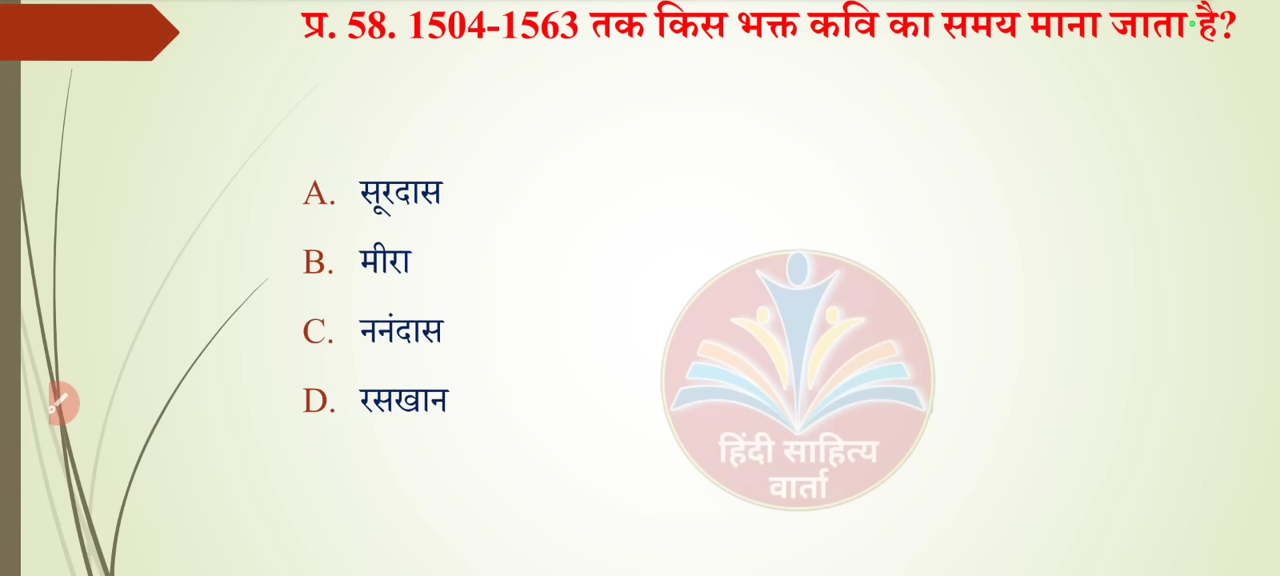 प्र. 58. 1504-1563 तक किस भक्त कवि का समय माना जाता है?
A. सूरदास
B. मीरा
C. ननंदास
D. रसखान
हिंदी साहित्य
वार्ता